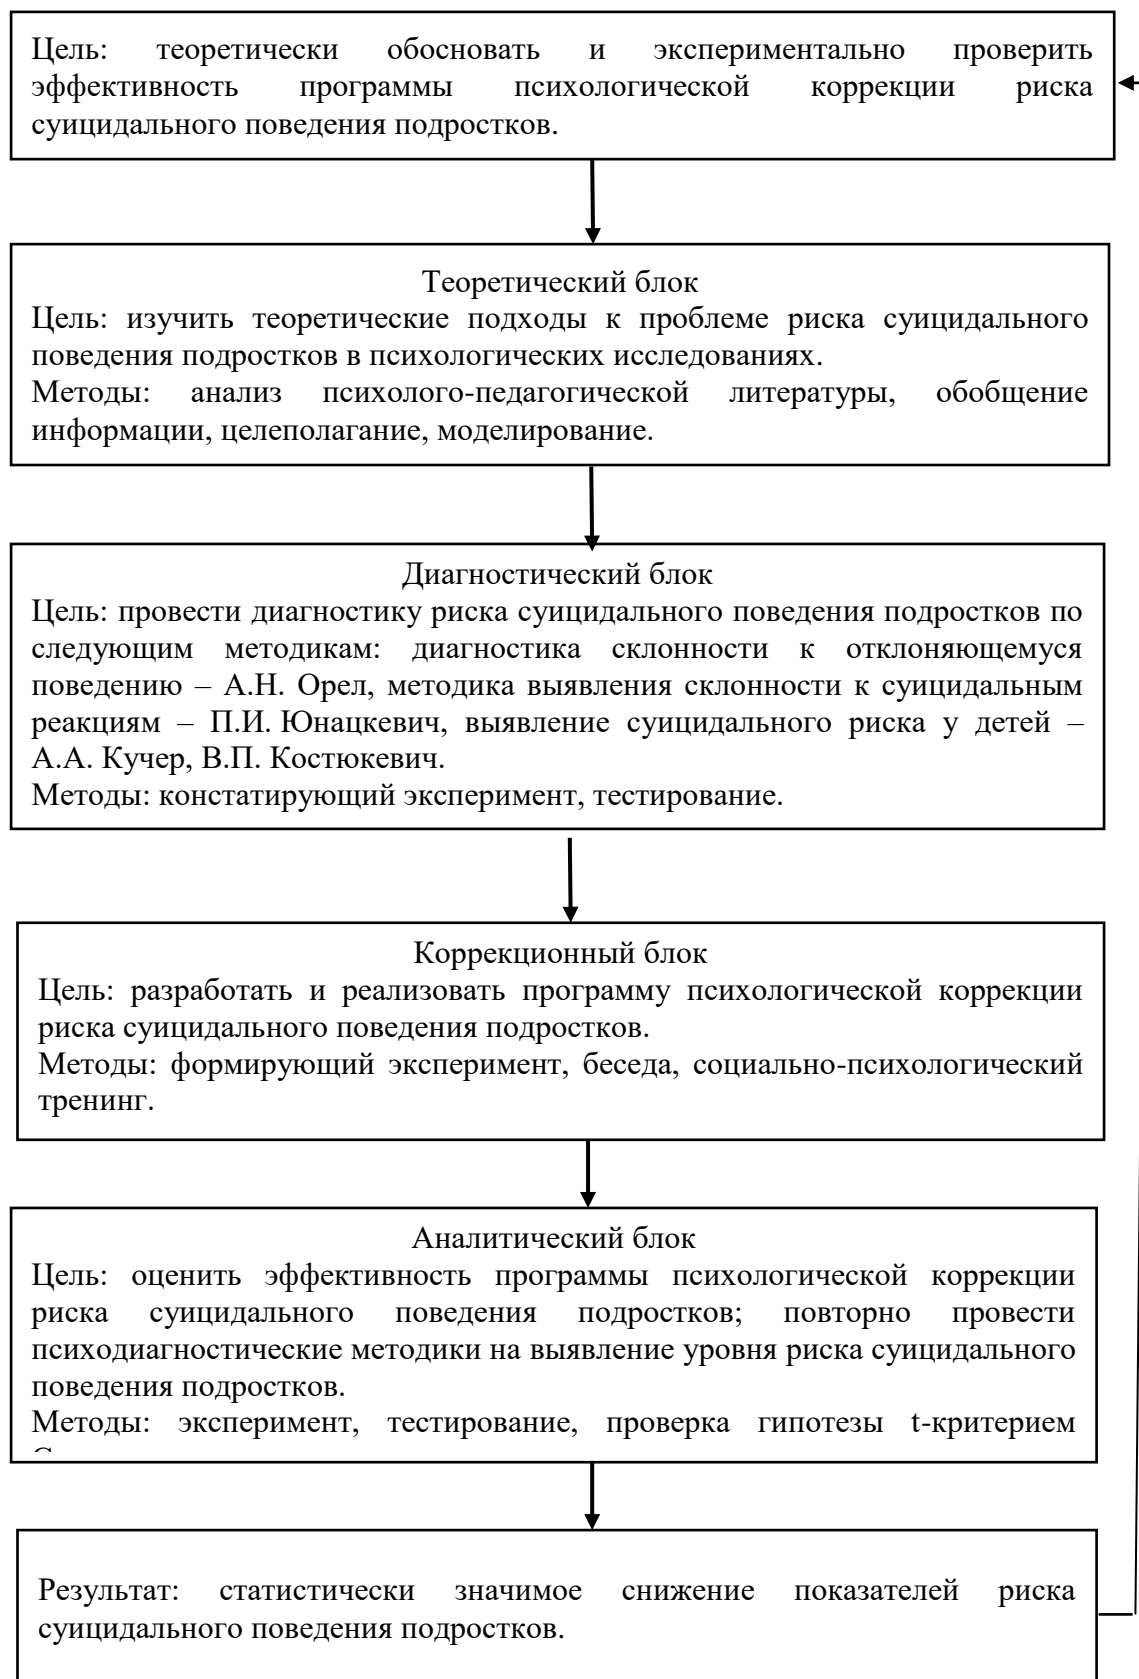 Цель: теоретически обосновать и экспериментально проверить
эффективность программы психологической коррекции риска
суицидального поведения подростков.
Теоретический блок
Цель: изучить теоретические подходы к проблеме риска суицидального
поведения подростков в психологических исследованиях.
Методы: анализ психолого-педагогической литературы, обобщение
информации, целеполагание, моделирование.
Диагностический блок
Цель: провести диагностику риска суицидального поведения подростков по
следующим методикам: диагностика склонности к отклоняющемуся
поведению – А.Н. Орел, методика выявления склонности к суицидальным
реакциям – П.И. Юнацкевич, выявление суицидального риска у детей –
А.А. Кучер, В.П. Костюкевич.
Методы: констатирующий эксперимент, тестирование.
Коррекционный блок
Цель: разработать и реализовать программу психологической коррекции
риска суицидального поведения подростков.
Методы: формирующий эксперимент, беседа, социально-психологический
тренинг.
Аналитический блок
Цель: оценить эффективность программы психологической коррекции
риска суицидального поведения подростков; повторно провести
психодиагностические методики на выявление уровня риска суицидального
поведения подростков.
Методы: эксперимент, тестирование, проверка гипотезы t-критерием
Результат: статистически значимое снижение показателей риска
суицидального поведения подростков.